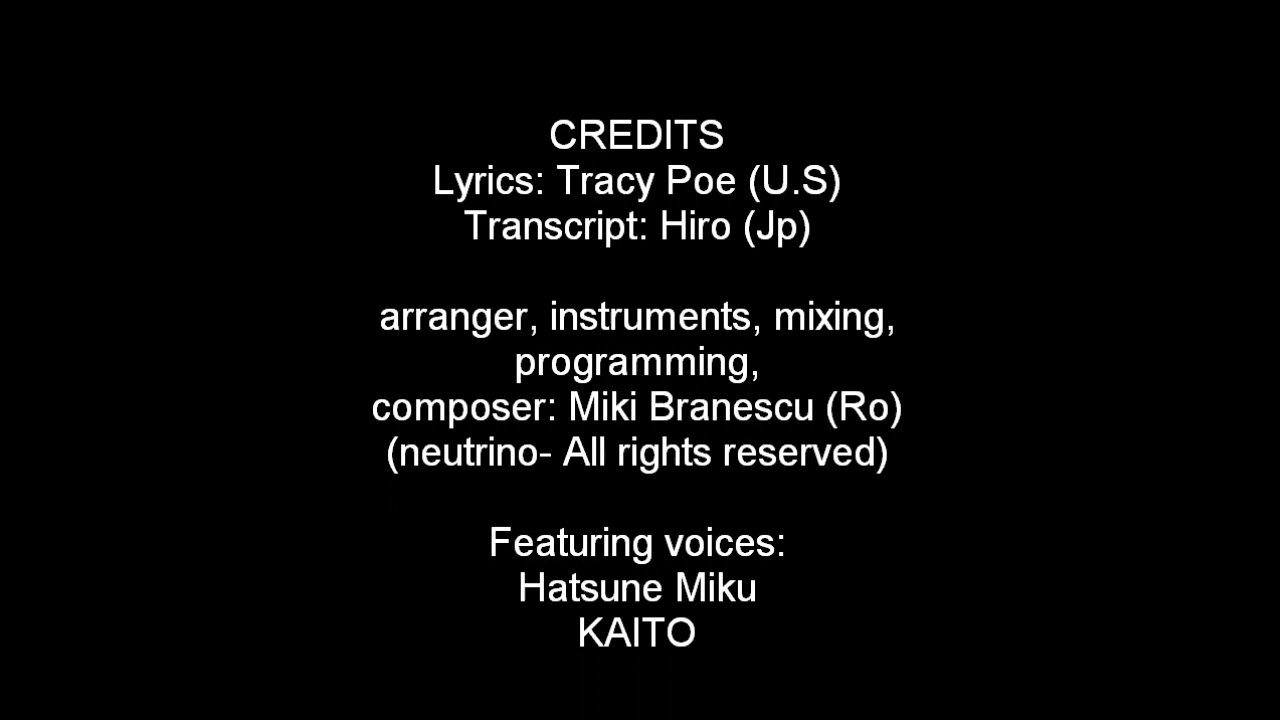 CREDITS
Lyrics: Tracy Poe (U.S)
Transcript: Hiro (Jp)
arranger, instruments, mixing,
programming,
composer: Miki Branescu (Ro)
(neutrino- All rights reserved)
Featuring voices:
Hatsune Miku
KAITO